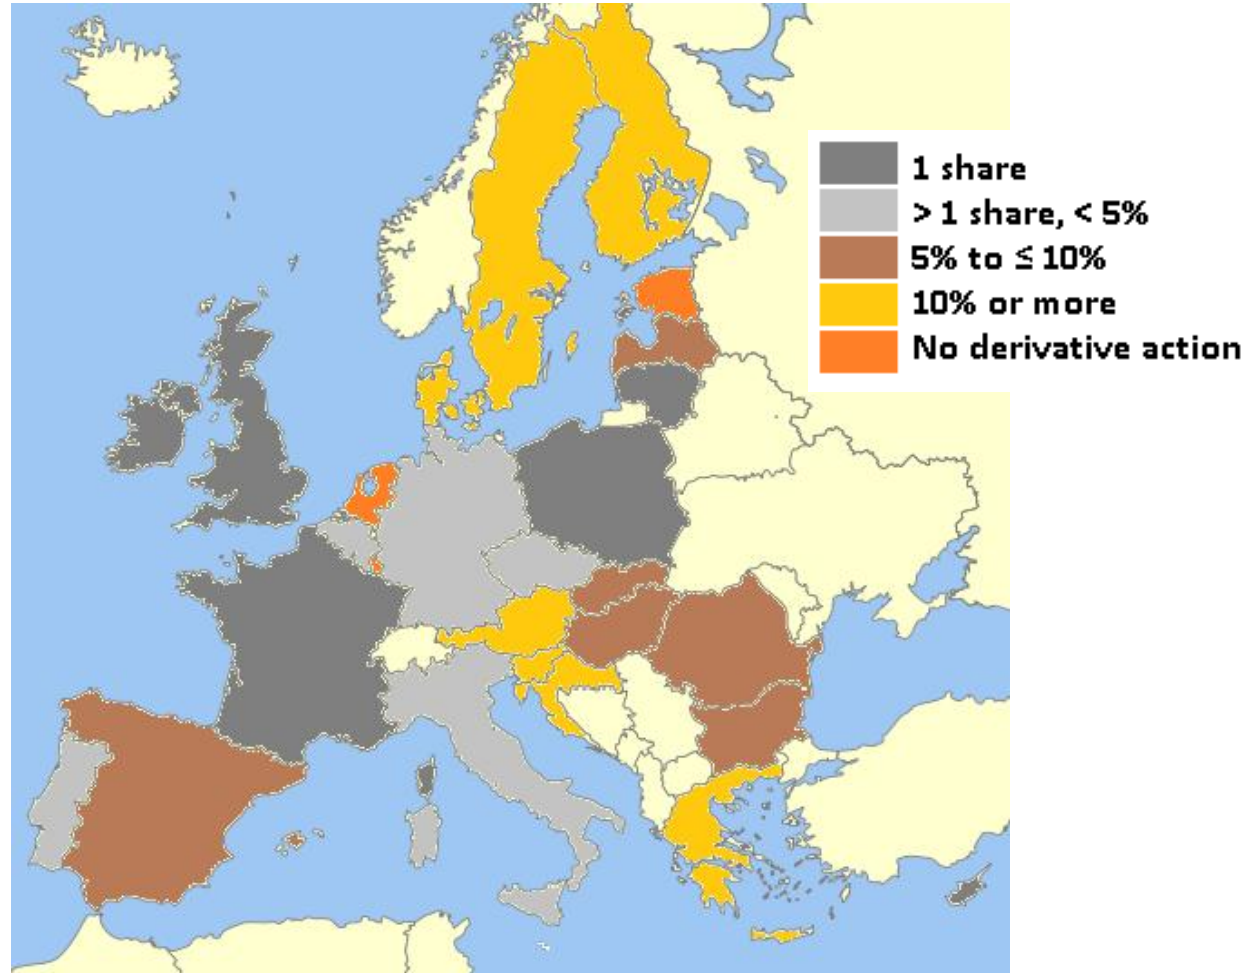 1 share
> 1 share, < 5%
5% to ≤ 10%
10% or more
No derivative action